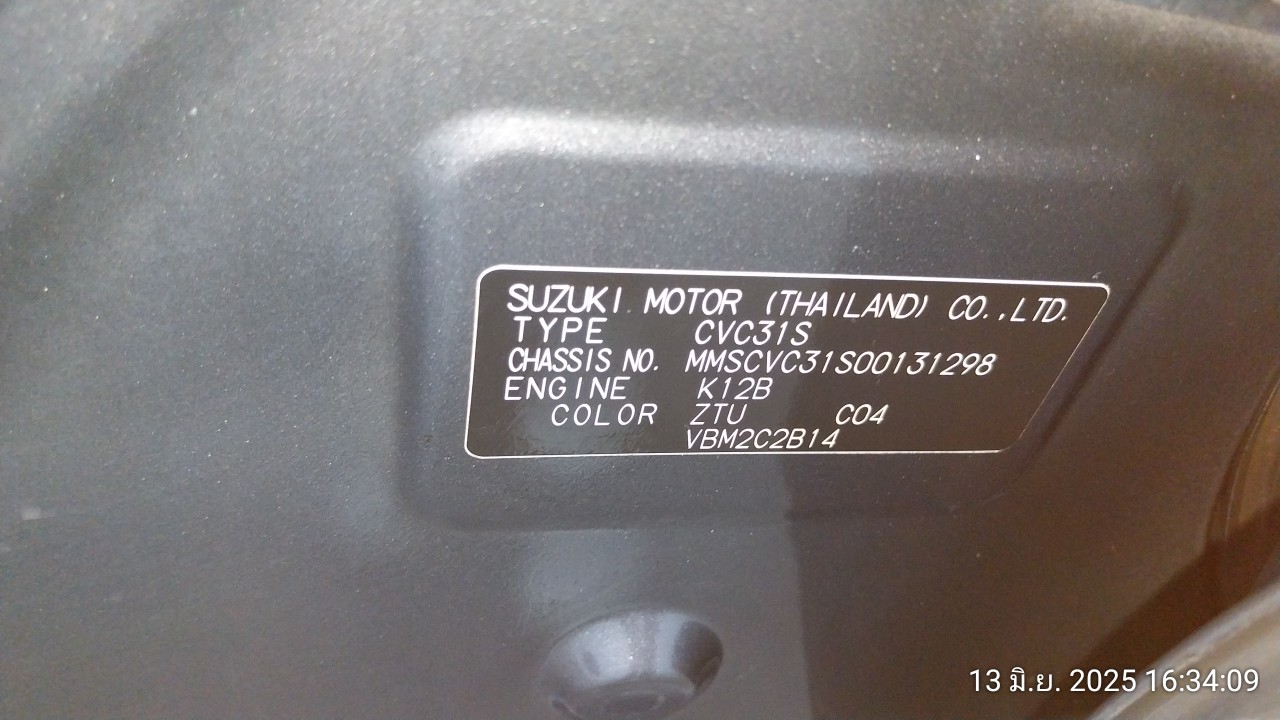 SUZUKI MOTOR (THAILAND) CO.,LTD.
TYPE CVC31S
CHASSIS NO. MMSCVC31S00131298
ENGINE K12B
COLOR ZTU C04
VBM2C2B14
13 มิ.ย. 2025 16:34:09